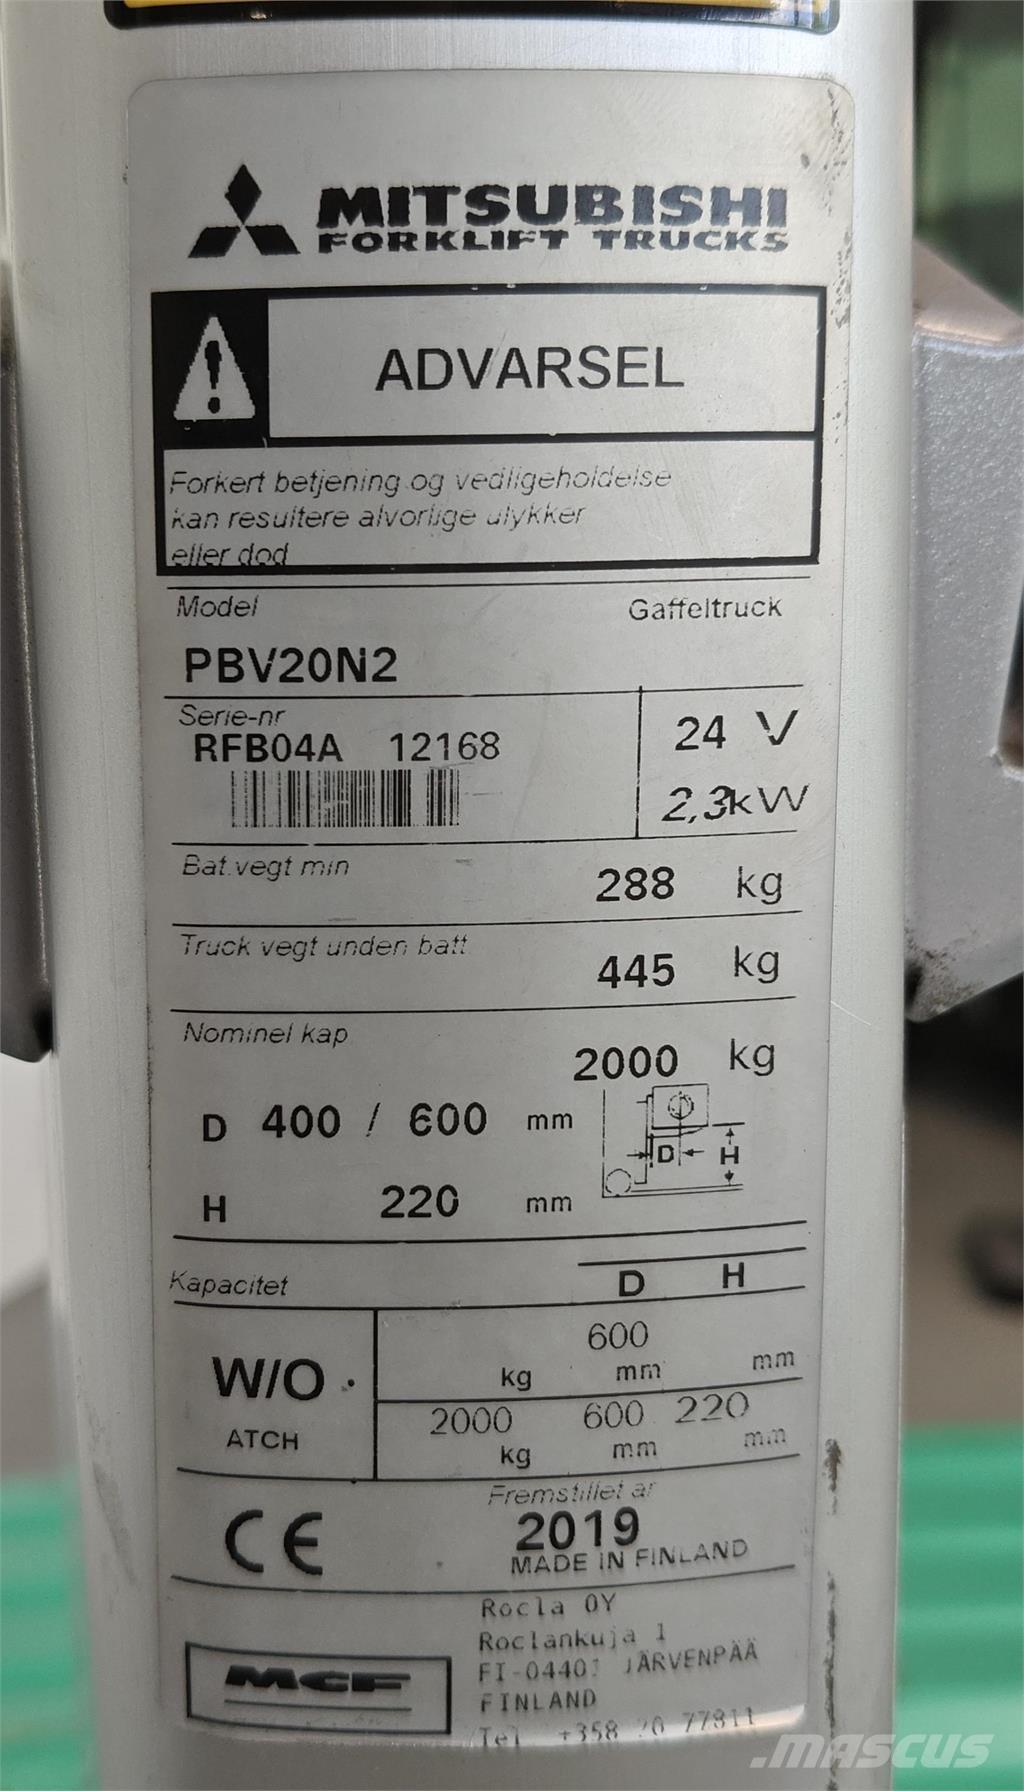 MITSUBISHI
FORKLIFT TRUCKS
ADVARSEL
Forkert betjening og vedligeholdelse
kan resultere alvorlige ulykker
eller dod
Model Gaffeltruck
PBV20N2
Serie-nr
RFB04A 12168
24 V
2,3kW
Bat.vegt min
288 kg
Truck vegt unden batt
445 kg
Nominel kap
2000 kg
D 400 / 600 mm
D H
H 220 mm
Kapacitet D H
W/O
ATCH
600
kg mm mm
2000 600 220
kg mm mm
CE
Fremstillet ar
2019
MADE IN FINLAND
MCF
Rocla OY
Roclankuja 1
FI-04401 JÄRVENPÄÄ
FINLAND
Tel +358 20 77811
MASCUS